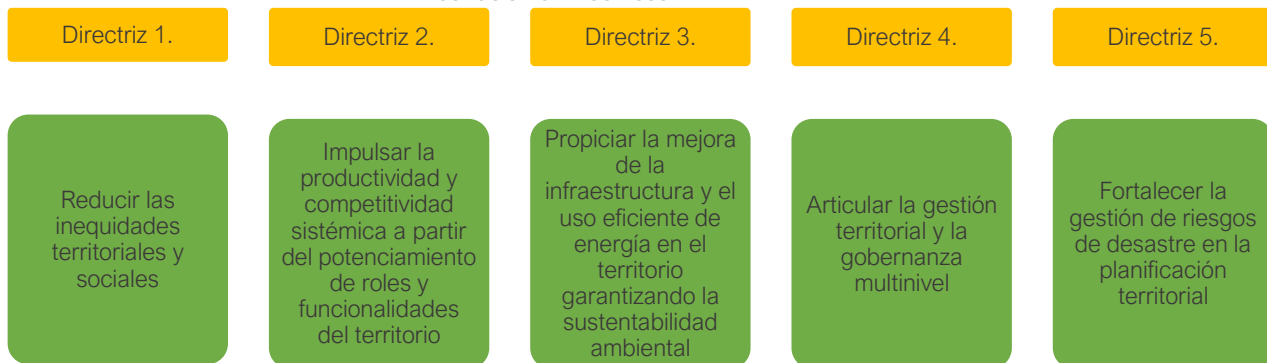 Directriz 1.
Directriz 2.
Directriz 3.
Directriz 4.
Directriz 5.
Reducir las
inequidades
territoriales y
sociales
Impulsar la
productividad y
competitividad
sistémica a partir
del potenciamiento
de roles y
funcionalidades
del territorio
Propiciar la mejora
de la
infraestructura y el
uso eficiente de
energía en el
territorio
garantizando la
sustentabilidad
ambiental
Articular la gestión
territorial y la
gobernanza
multinivel
Fortalecer la
gestión de riesgos
de desastre en la
planificación
territorial